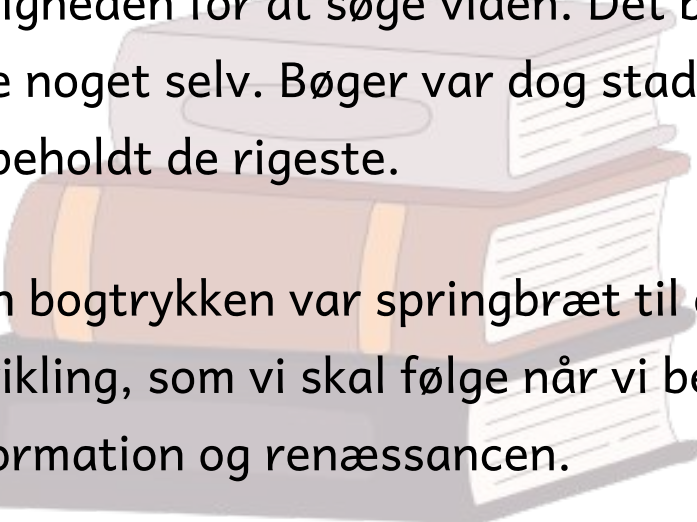 igheden for at søge viden. Det b
e noget selv. Bøger var dog stad
beholdt de rigeste.
n bogtrykken var springbræt til
ikling, som vi skal følge når vi be
ormation og renæssancen.